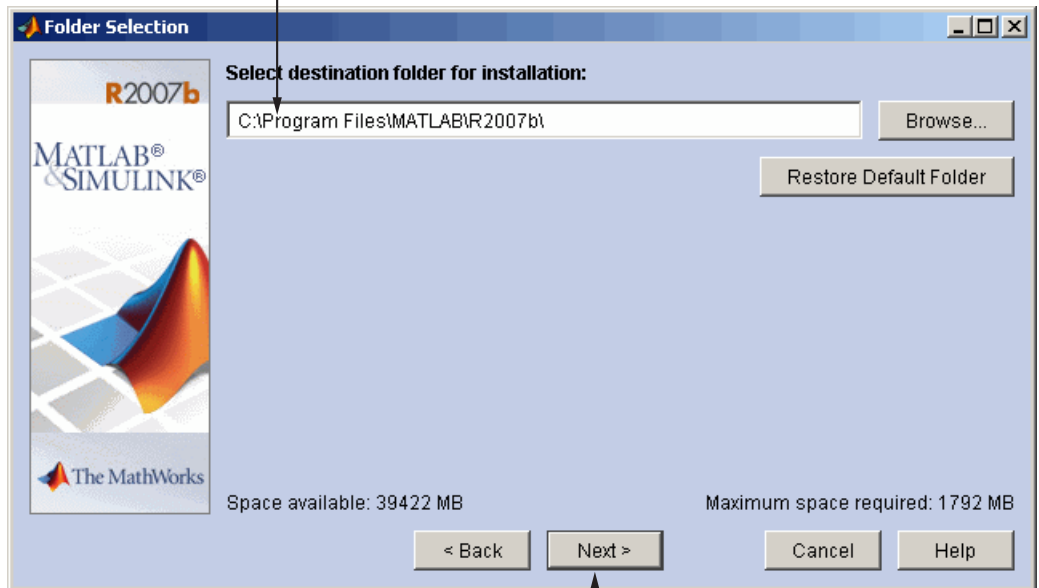 Folder Selection
R2007b
MATLAB®
&SIMULINK®
The MathWorks
Select destination folder for installation:
C:\Program Files\MATLAB\R2007b\
Browse...
Restore Default Folder
Space available: 39422 MB
Maximum space required: 1792 MB
< Back
Next >
Cancel
Help